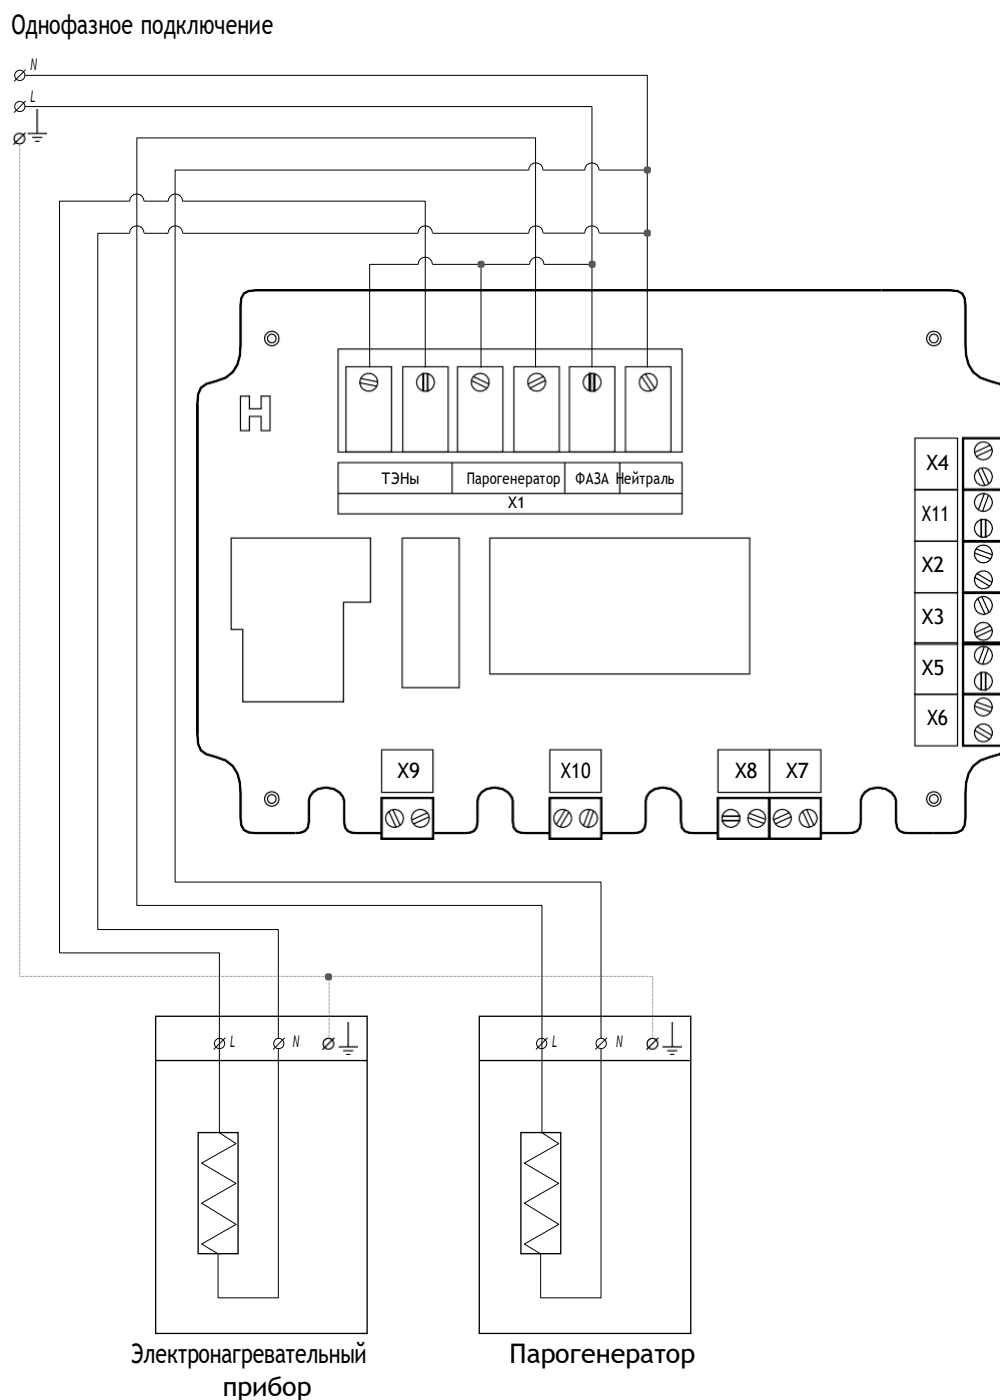 Однофазное подключение
N
L
H
ТЭНы Парогенератор ФАЗА Нейтраль
X1
X4
X11
X2
X3
X5
X6
X9 X10 X8 X7
L N L N
Электронагревательный
прибор
Парогенератор